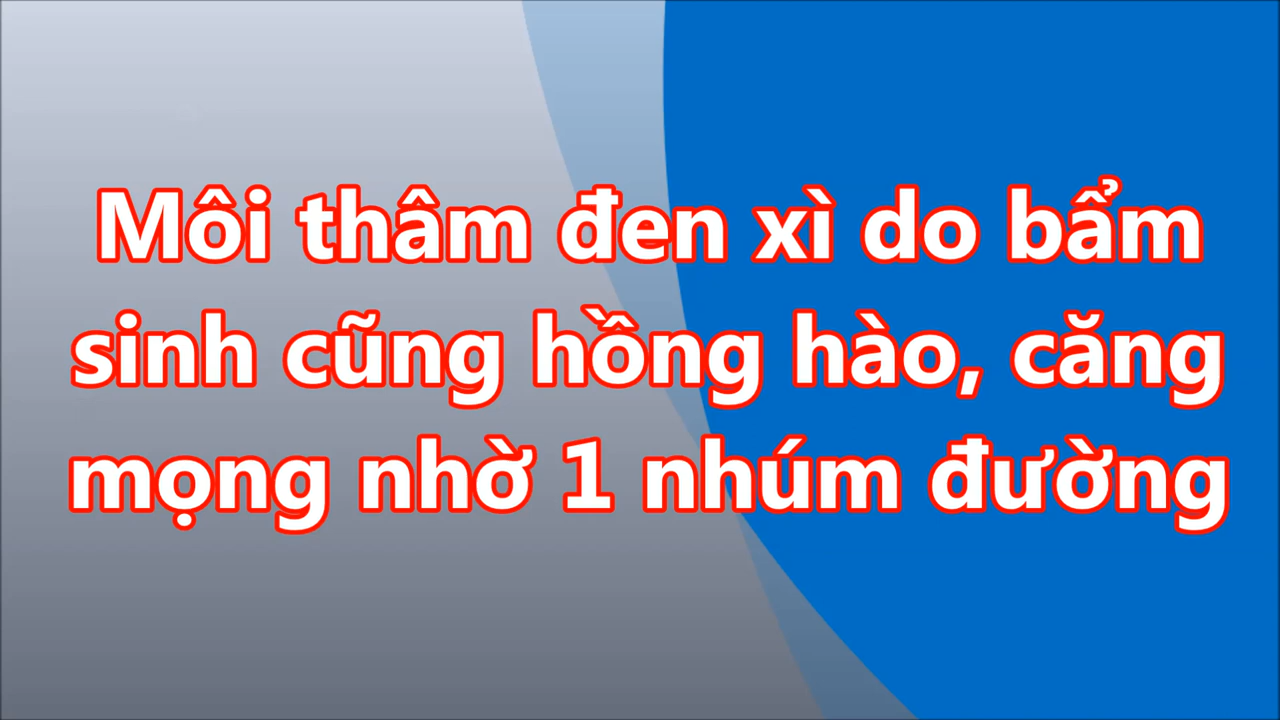 Môi thâm đen xì do bẩm
sinh cũng hồng hào, căng
mọng nhờ 1 nhúm đường